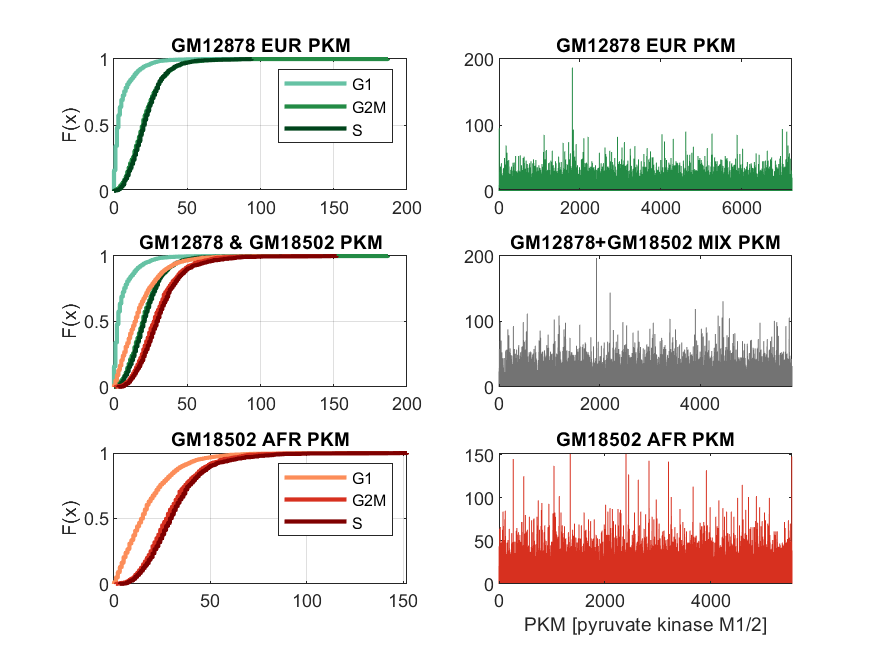 GM12878 EUR PKM
1
0.5
0
F(x)
0 50 100 150 200
G1
G2M
S
GM12878 EUR PKM
200
100
0
0 2000 4000 6000
GM12878 & GM18502 PKM
1
0.5
0
F(x)
0 50 100 150 200
GM12878+GM18502 MIX PKM
200
100
0
0 2000 4000
GM18502 AFR PKM
1
0.5
0
F(x)
0 50 100 150
G1
G2M
S
GM18502 AFR PKM
150
100
50
0
0 2000 4000
PKM [pyruvate kinase M1/2]